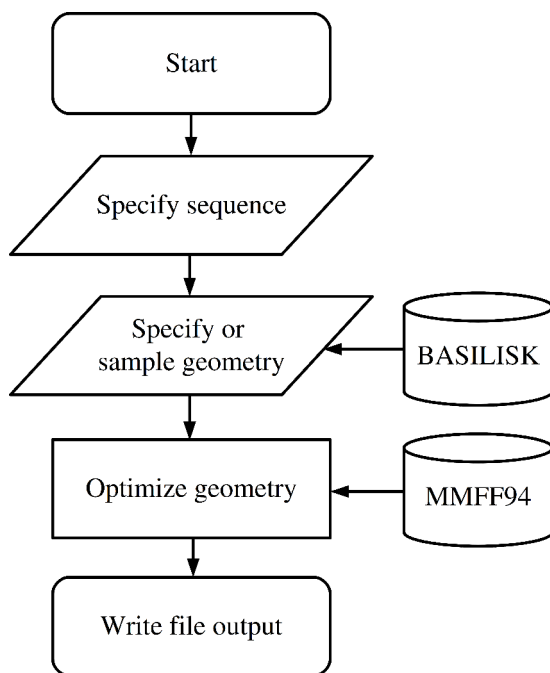 Start
Specify sequence
Specify or
sample geometry
BASILISK
Optimize geometry
MMFF94
Write file output